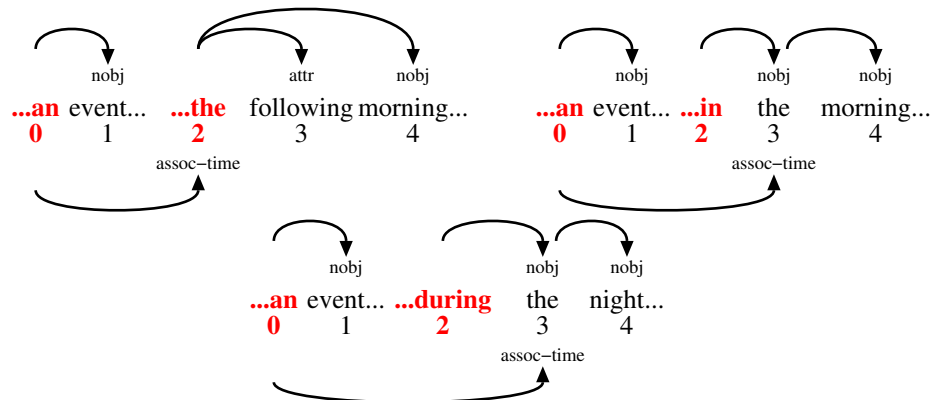 nobj attr nobj
...an event... ...the following morning...
0 1 2 3 4
assoc-time
nobj nobj nobj
...an event... ...in the morning...
0 1 2 3 4
assoc-time
nobj nobj nobj
...an event... ...during the night...
0 1 2 3 4
assoc-time